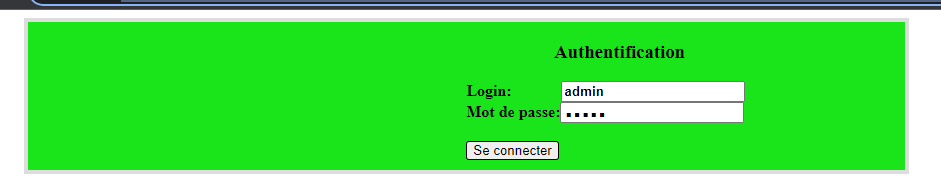 Authentification
Login: admin
Mot de passe: •••••
Se connecter